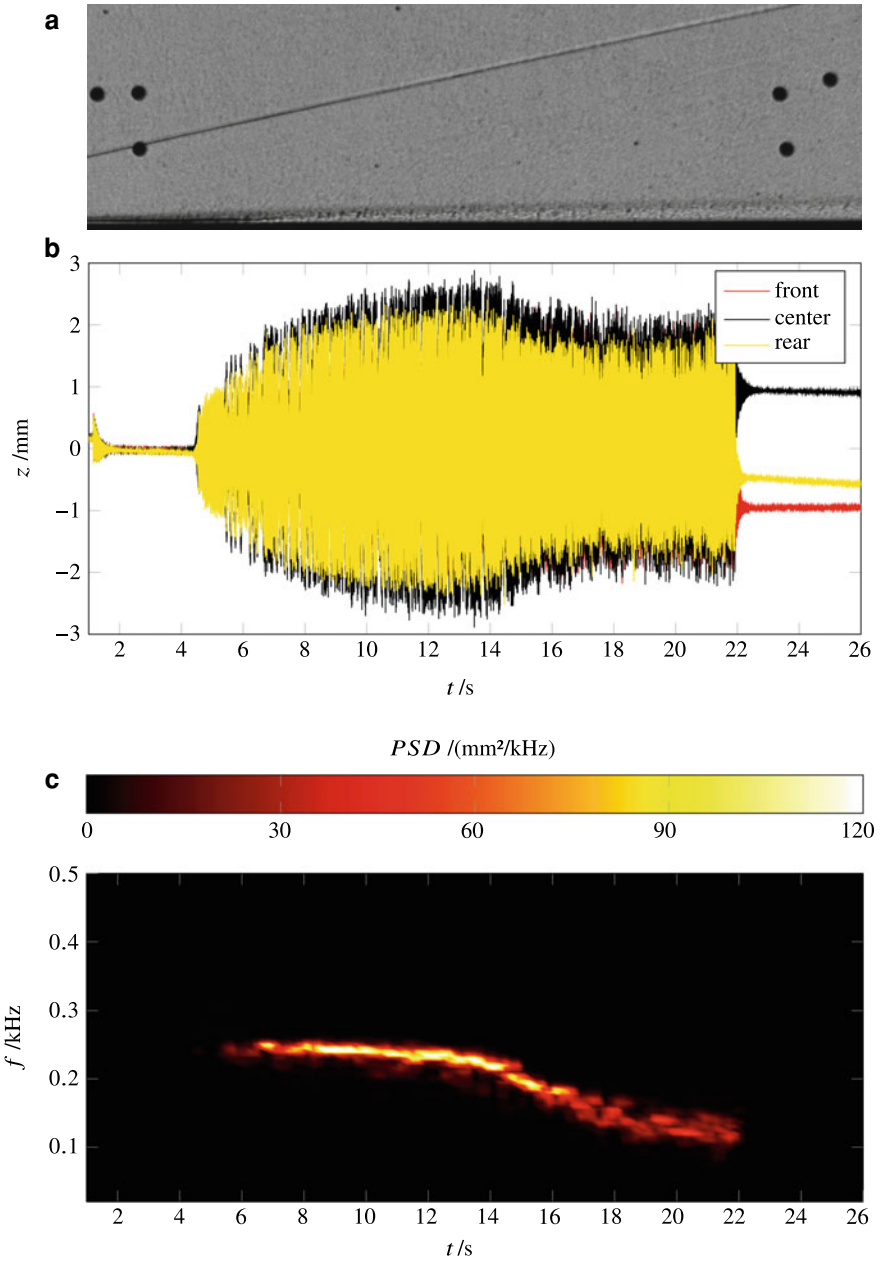 a
b
3
2
1
0
−1
−2
−3
z /mm
front
center
rear
2 4 6 8 10 12 14 16 18 20 22 24 26
t /s
PSD /(mm²/kHz)
c
0 30 60 90 120
0.5
0.4
0.3
0.2
0.1
f /kHz
2 4 6 8 10 12 14 16 18 20 22 24 26
t /s